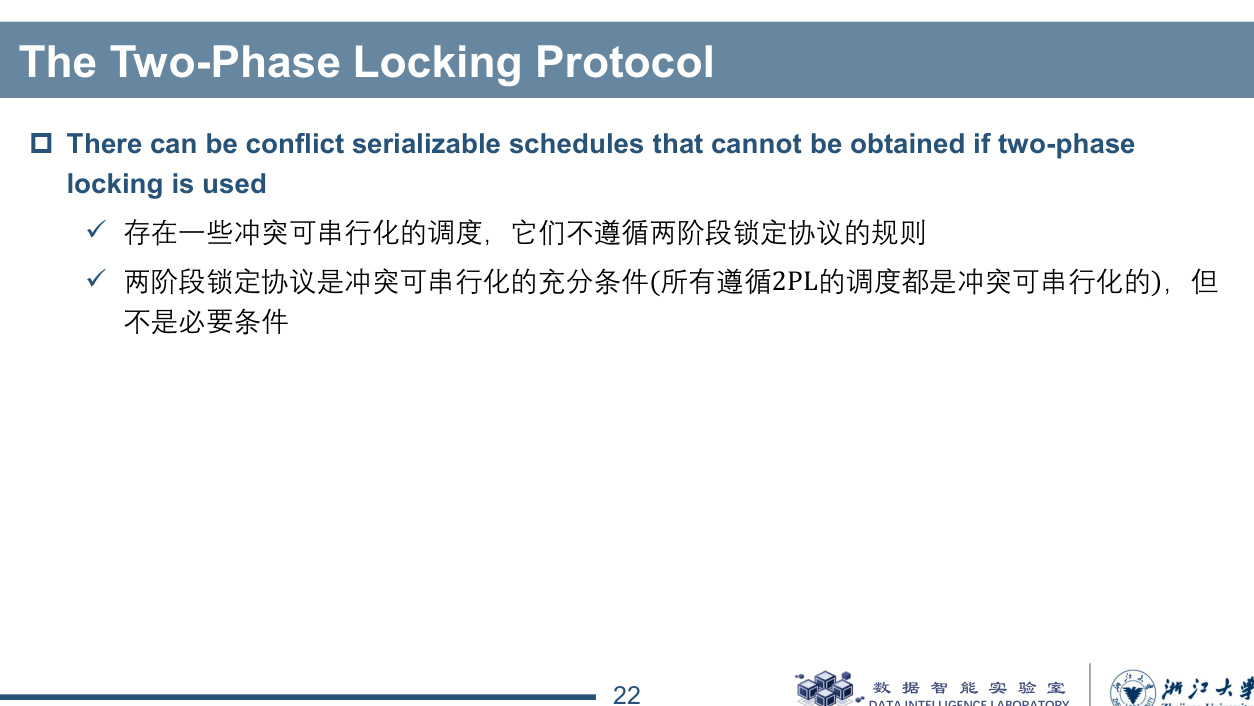 The Two-Phase Locking Protocol
There can be conflict serializable schedules that cannot be obtained if two-phase
locking is used
存在一些冲突可串行化的调度，它们不遵循两阶段锁定协议的规则
两阶段锁定协议是冲突可串行化的充分条件(所有遵循2PL的调度都是冲突可串行化的)，但
不是必要条件
22
数据智能实验室
DATA INTELLIGENCE LABORATORY
浙江大学